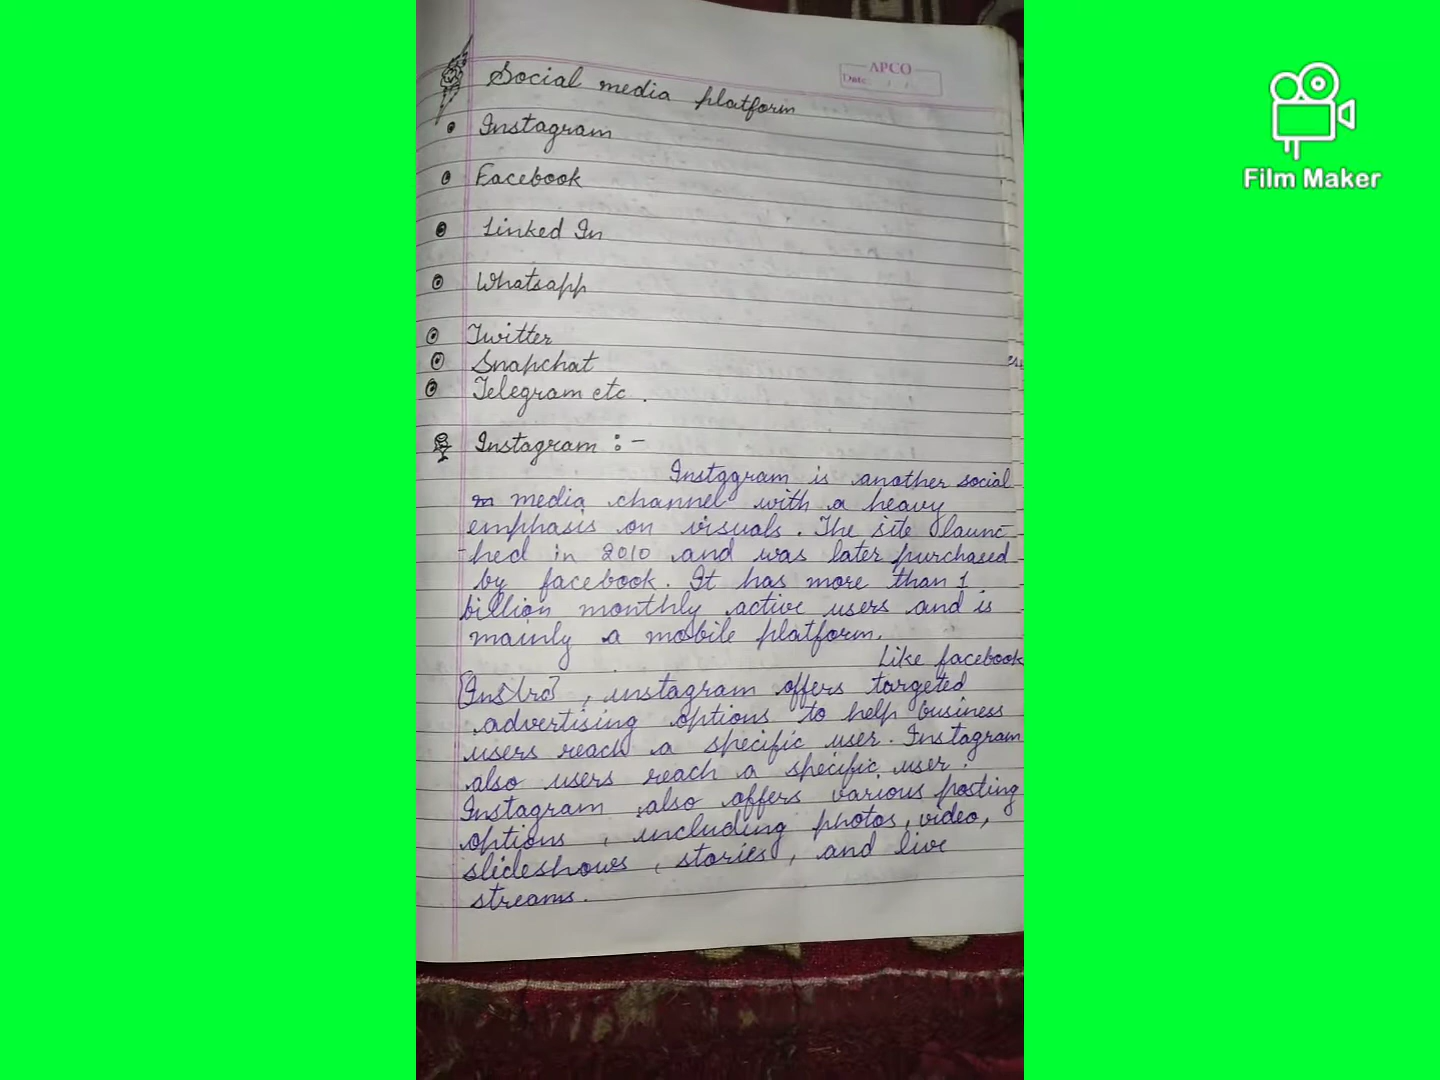 APCO
Date: / /
Social media platform
Instagram
Facebook
Linked In
Whatsapp
Twitter
Snapchat
Telegram etc.
Instagram :-
Instagram is another social
m media channel with a heavy
emphasis on visuals. The site launc-
-hed in 2010 and was later purchased
by facebook. It has more than 1
billion monthly active users and is
mainly a mobile platform.
Like facebook
, instagram offers targeted
advertising options to help business
users reach a specific user. Instagram
also users reach a specific user.
Instagram also offers various posting
options, including photos, video,
slideshows, stories, and live
streams.
Film Maker